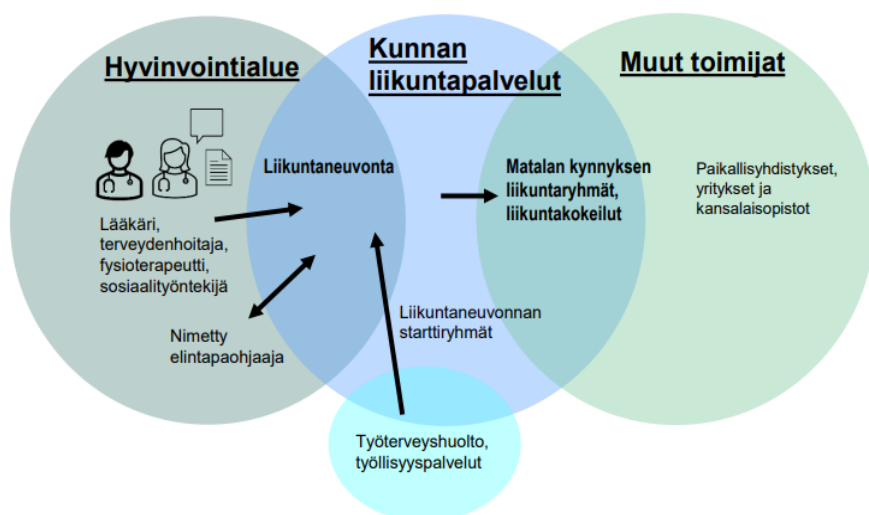 Hyvinvointialue
Kunnan
liikuntapalvelut
Muut toimijat
Liikuntaneuvonta
Matalan kynnyksen
liikuntaryhmät,
liikuntakokeilut
Paikallisyhdistykset,
yritykset ja
kansalaisopistot
Lääkäri,
terveydenhoitaja,
fysioterapeutti,
sosiaalityöntekijä
Nimetty
elintapaohjaaja
Liikuntaneuvonnan
starttiryhmät
Työterveyshuolto,
työllisyyspalvelut